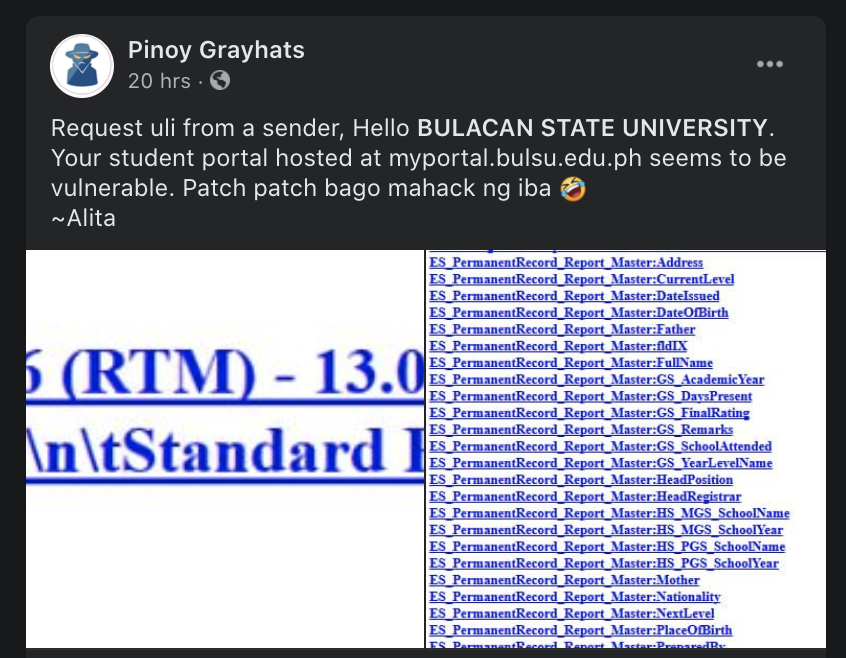 Pinoy Grayhats
20 hrs ·
Request uli from a sender, Hello BULACAN STATE UNIVERSITY.
Your student portal hosted at myportal.bulsu.edu.ph seems to be
vulnerable. Patch patch bago mahack ng iba 🤣
~Alita
6 (RTM) - 13.0
\n\tStandard
ES_PermanentRecord_Report_Master:Address
ES_PermanentRecord_Report_Master:CurrentLevel
ES_PermanentRecord_Report_Master:DateIssued
ES_PermanentRecord_Report_Master:DateOfBirth
ES_PermanentRecord_Report_Master:Father
ES_PermanentRecord_Report_Master:fldIX
ES_PermanentRecord_Report_Master:FullName
ES_PermanentRecord_Report_Master:GS_AcademicYear
ES_PermanentRecord_Report_Master:GS_DaysPresent
ES_PermanentRecord_Report_Master:GS_FinalRating
ES_PermanentRecord_Report_Master:GS_Remarks
ES_PermanentRecord_Report_Master:GS_SchoolAttended
ES_PermanentRecord_Report_Master:GS_YearLevelName
ES_PermanentRecord_Report_Master:HeadPosition
ES_PermanentRecord_Report_Master:HeadRegistrar
ES_PermanentRecord_Report_Master:HS_MGS_SchoolName
ES_PermanentRecord_Report_Master:HS_MGS_SchoolYear
ES_PermanentRecord_Report_Master:HS_PGS_SchoolName
ES_PermanentRecord_Report_Master:HS_PGS_SchoolYear
ES_PermanentRecord_Report_Master:Mother
ES_PermanentRecord_Report_Master:Nationality
ES_PermanentRecord_Report_Master:NextLevel
ES_PermanentRecord_Report_Master:PlaceOfBirth
ES_PermanentRecord_Report_Master:PreparedBy